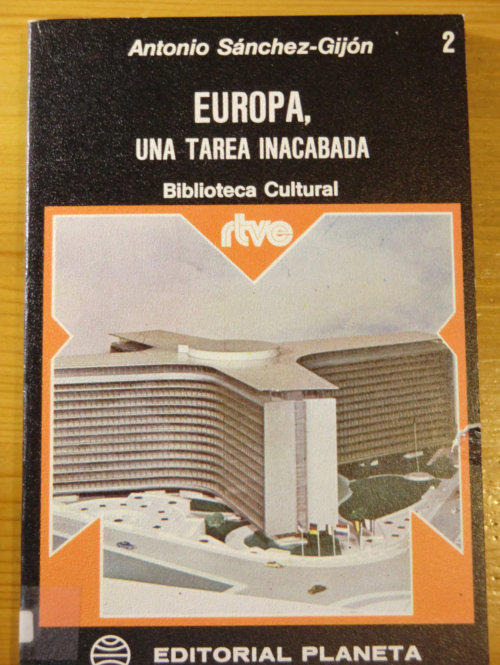 Antonio Sánchez-Gijón 2
EUROPA,
UNA TAREA INACABADA
Biblioteca Cultural
rtve
EDITORIAL PLANETA